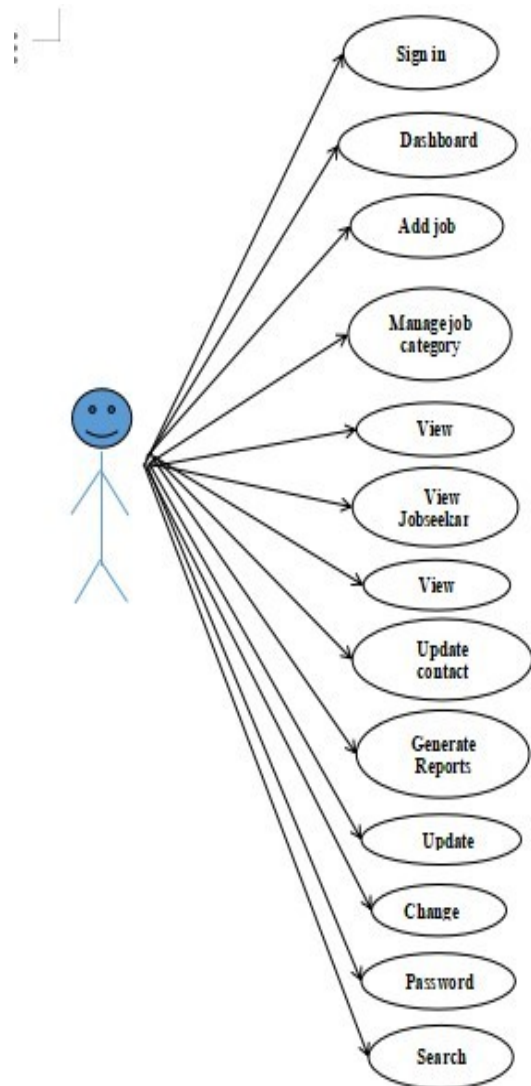 Sign in
Dashboard
Add job
Manage job
category
View
View
Jobseekar
View
Update
contact
Generate
Reports
Update
Change
Password
Search